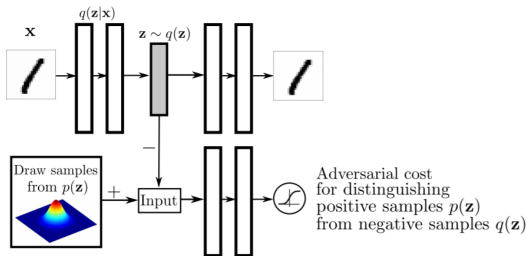 q(z|x)
x
z ∼ q(z)
−
Draw samples
from p(z)
+
Input
Adversarial cost
for distinguishing
positive samples p(z)
from negative samples q(z)